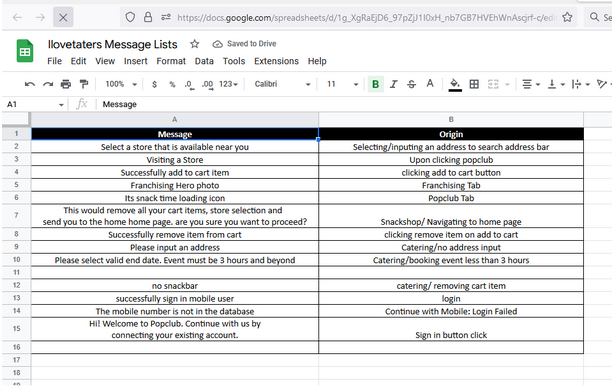 https://docs.google.com/spreadsheets/d/1g_XgRaEjD6_97pZjJ1l0xH_nb7GB7HVEhWnAscjrf-c/edi
Se
Ilovetaters Message Lists
Saved to Drive
File Edit View Insert Format Data Tools Extensions Help
100% $ % .0 .00 123 Calibri 11 B I S A
A1 fx Message
A B
1 Message Origin
2 Select a store that is available near you Selecting/inputing an address to search address bar
3 Visiting a Store Upon clicking popclub
4 Successfully add to cart item clicking add to cart button
5 Franchising Hero photo Franchising Tab
6 Its snack time loading icon Popclub Tab
This would remove all your cart items, store selection and
7 send you to the home home page. are you sure you want to proceed? Snackshop/ Navigating to home page
8 Successfully remove item from cart clicking remove item on add to cart
9 Please input an address Catering/no address input
10 Please select valid end date. Event must be 3 hours and beyond Catering/booking event less than 3 hours
11
12 no snackbar catering/ removing cart item
13 successfully sign in mobile user login
14 The mobile number is not in the database Continue with Mobile: Login Failed
Hi! Welcome to Popclub. Continue with us by
15 connecting your existing account. Sign in button click
16
17
18